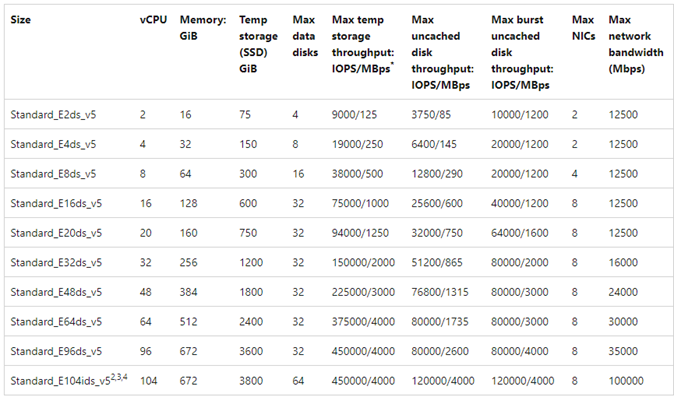 Size vCPU Memory: GiB Temp storage (SSD) GiB Max data disks Max temp storage throughput: IOPS/MBps* Max uncached disk throughput: IOPS/MBps Max burst uncached disk throughput: IOPS/MBps Max NICs Max network bandwidth (Mbps)
Standard_E2ds_v5 2 16 75 4 9000/125 3750/85 10000/1200 2 12500
Standard_E4ds_v5 4 32 150 8 19000/250 6400/145 20000/1200 2 12500
Standard_E8ds_v5 8 64 300 16 38000/500 12800/290 20000/1200 4 12500
Standard_E16ds_v5 16 128 600 32 75000/1000 25600/600 40000/1200 8 12500
Standard_E20ds_v5 20 160 750 32 94000/1250 32000/750 64000/1600 8 12500
Standard_E32ds_v5 32 256 1200 32 150000/2000 51200/865 80000/2000 8 16000
Standard_E48ds_v5 48 384 1800 32 225000/3000 76800/1315 80000/3000 8 24000
Standard_E64ds_v5 64 512 2400 32 375000/4000 80000/1735 80000/3000 8 30000
Standard_E96ds_v5 96 672 3600 32 450000/4000 80000/2600 80000/4000 8 35000
Standard_E104ids_v5²,³,⁴ 104 672 3800 64 450000/4000 120000/4000 120000/4000 8 100000